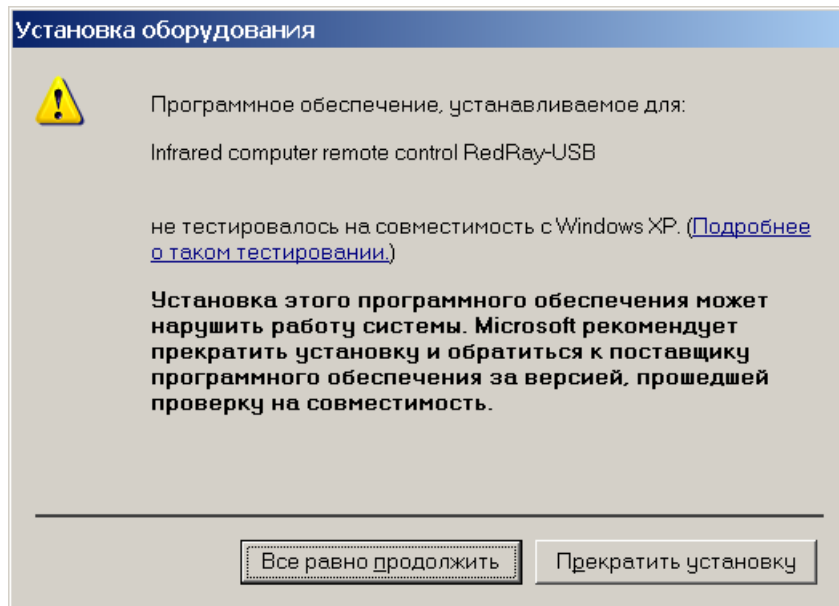 Установка оборудования
Программное обеспечение, устанавливаемое для:
Infrared computer remote control RedRay-USB
не тестировалось на совместимость с Windows XP. (Подробнее
о таком тестировании.)
Установка этого программного обеспечения может
нарушить работу системы. Microsoft рекомендует
прекратить установку и обратиться к поставщику
программного обеспечения за версией, прошедшей
проверку на совместимость.
Все равно продолжить
Прекратить установку